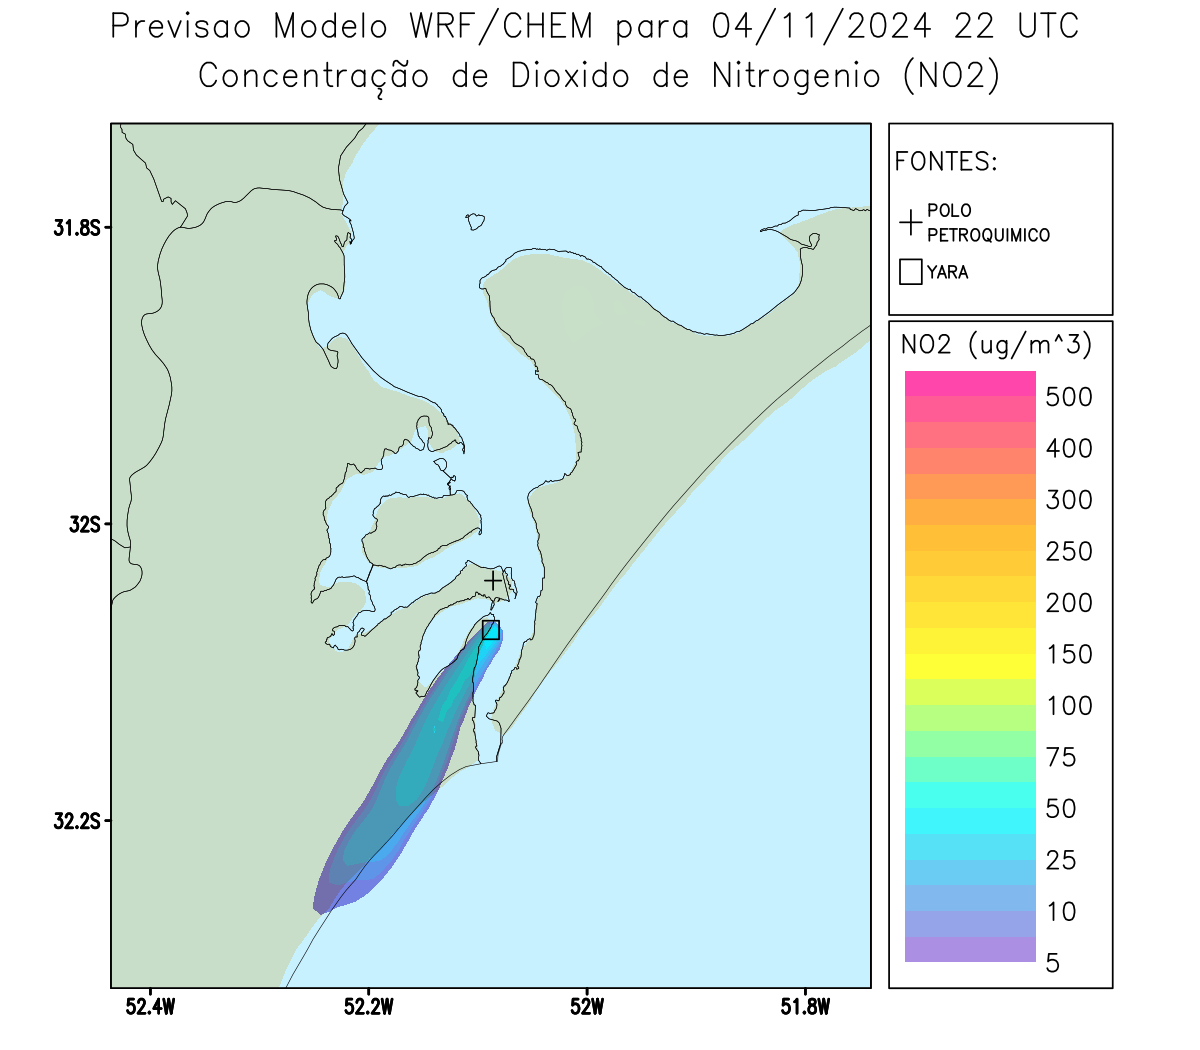 Previsao Modelo WRF/CHEM para 04/11/2024 22 UTC
Concentração de Dioxido de Nitrogenio (NO2)
FONTES:
POLO
PETROQUIMICO
YARA
NO2 (ug/m^3)
500
400
300
250
200
150
100
75
50
25
10
5
31.8S
32S
32.2S
52.4W
52.2W
52W
51.8W